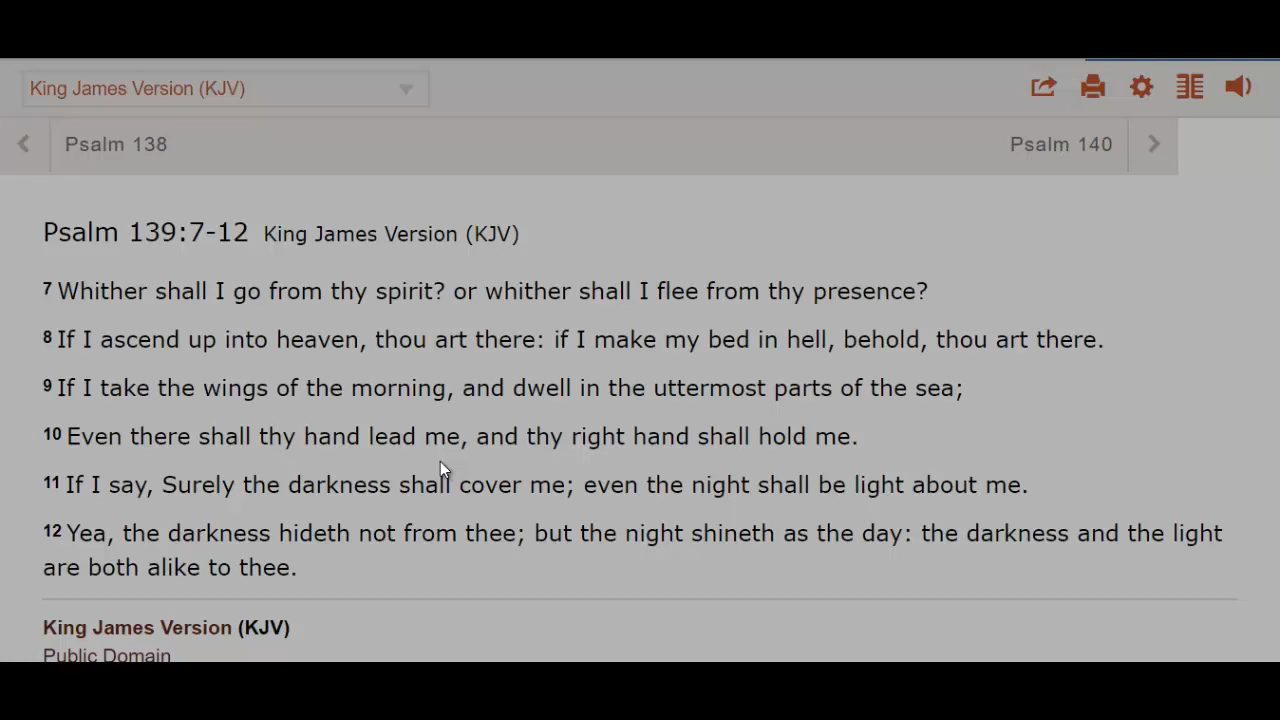 King James Version (KJV)
Psalm 138
Psalm 140
Psalm 139:7-12 King James Version (KJV)
7 Whither shall I go from thy spirit? or whither shall I flee from thy presence?
8 If I ascend up into heaven, thou art there: if I make my bed in hell, behold, thou art there.
9 If I take the wings of the morning, and dwell in the uttermost parts of the sea;
10 Even there shall thy hand lead me, and thy right hand shall hold me.
11 If I say, Surely the darkness shall cover me; even the night shall be light about me.
12 Yea, the darkness hideth not from thee; but the night shineth as the day: the darkness and the light
are both alike to thee.
King James Version (KJV)
Public Domain